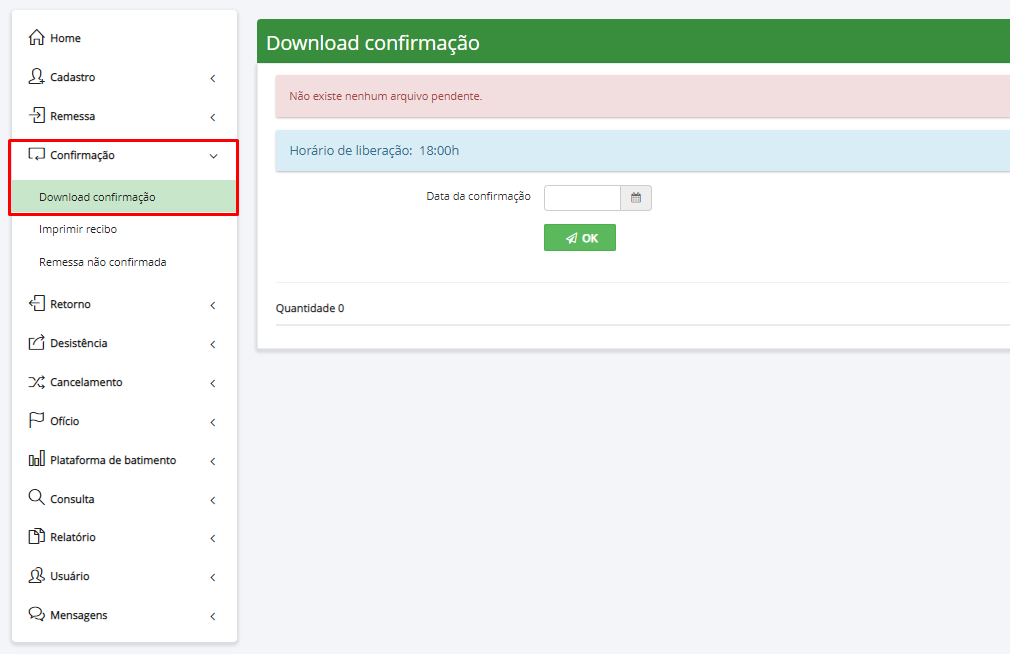 Home
Cadastro
Remessa
Confirmação
Download confirmação
Imprimir recibo
Remessa não confirmada
Retorno
Desistência
Cancelamento
Ofício
Plataforma de batimento
Consulta
Relatório
Usuário
Mensagens
Download confirmação
Não existe nenhum arquivo pendente.
Horário de liberação: 18:00h
Data da confirmação
OK
Quantidade 0